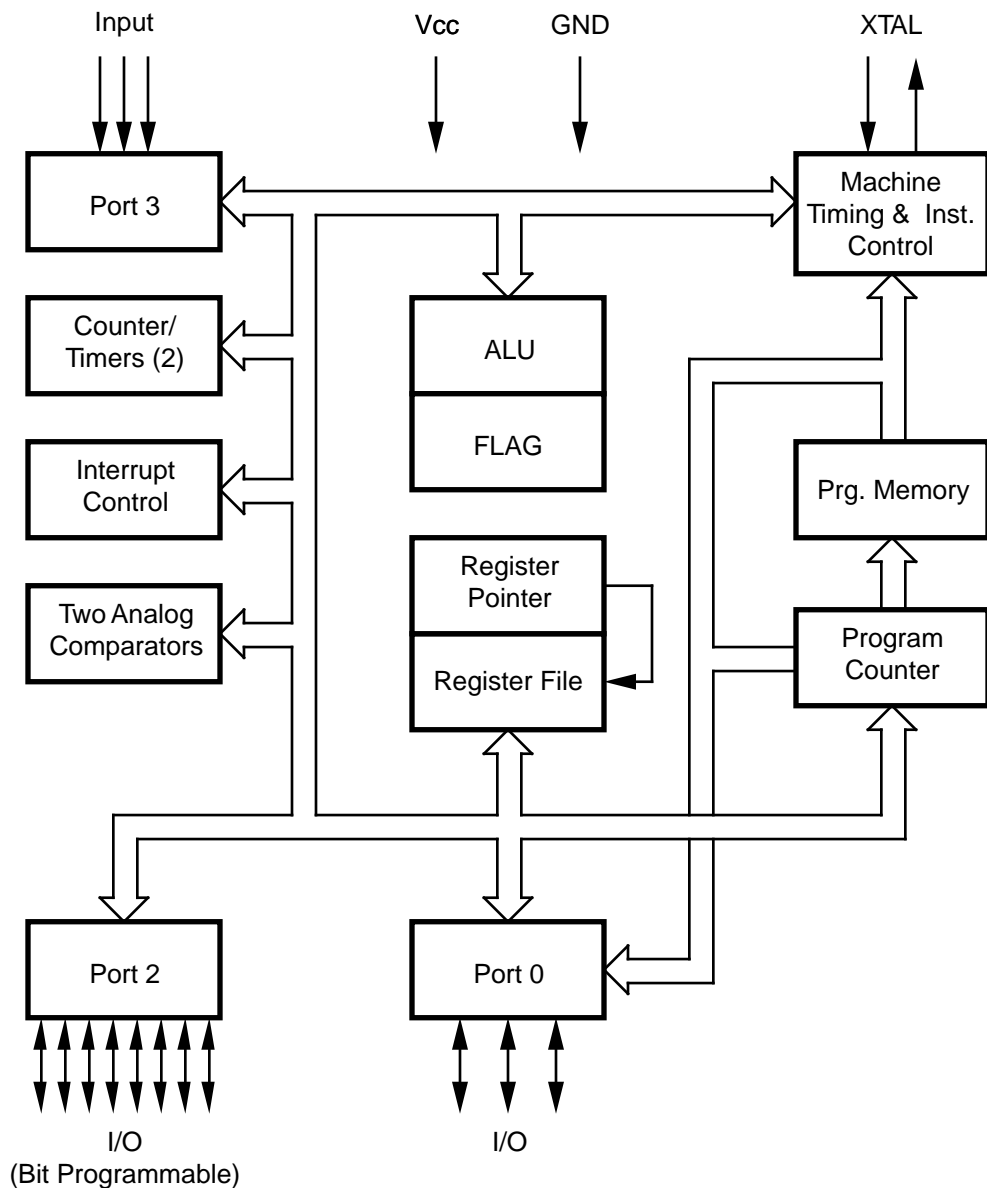 Input
Vcc
GND
XTAL
Port 3
Machine
Timing & Inst.
Control
Counter/
Timers (2)
ALU
FLAG
Interrupt
Control
Prg. Memory
Register
Pointer
Two Analog
Comparators
Register File
Program
Counter
Port 2
Port 0
I/O
(Bit Programmable)
I/O